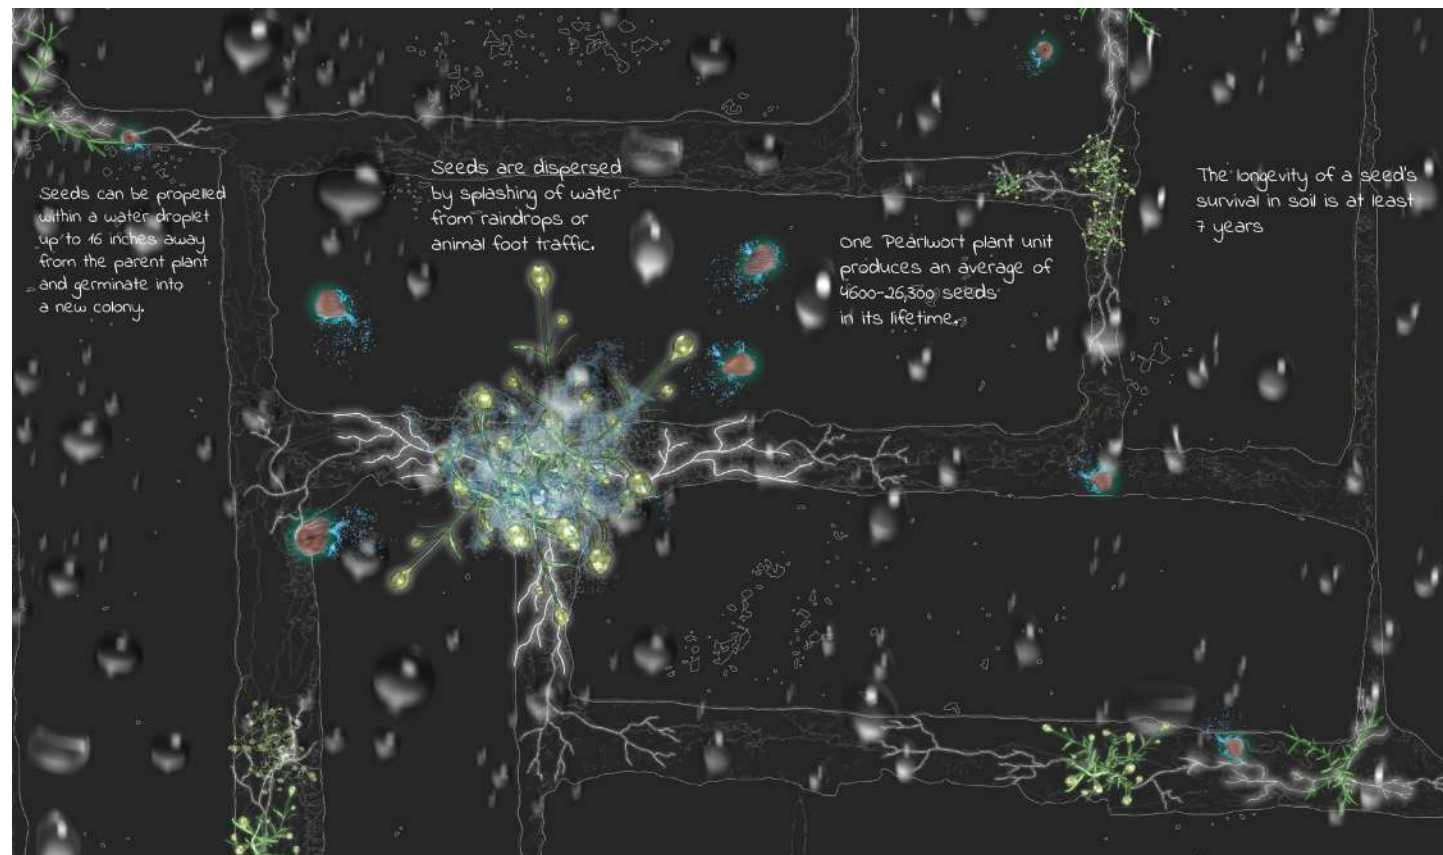 Seeds can be propelled
within a water droplet
up to 16 inches away
from the parent plant
and germinate into
a new colony.
Seeds are dispersed
by splashing of water
from raindrops or
animal foot traffic.
One Pearlwort plant unit
produces an average of
4600-26,300 seeds
in its lifetime.
The longevity of a seed's
survival in soil is at least
7 years